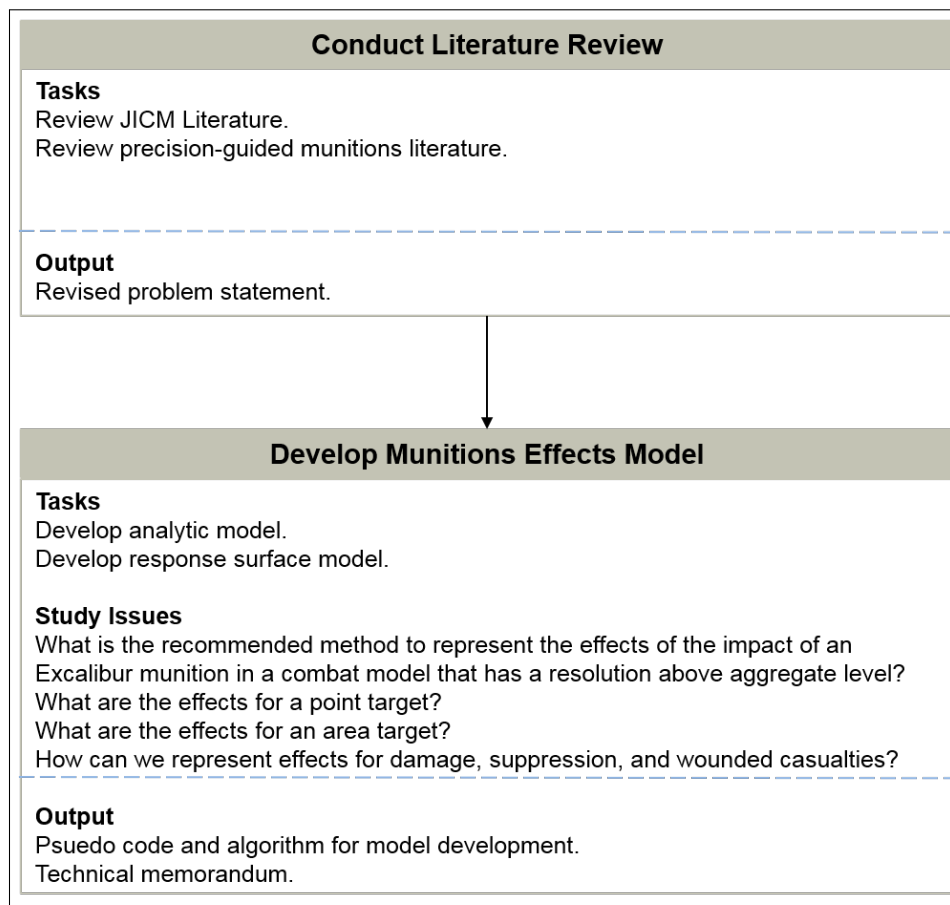 Conduct Literature Review
Tasks
Review JICM Literature.
Review precision-guided munitions literature.
Output
Revised problem statement.
Develop Munitions Effects Model
Tasks
Develop analytic model.
Develop response surface model.
Study Issues
What is the recommended method to represent the effects of the impact of an
Excalibur munition in a combat model that has a resolution above aggregate level?
What are the effects for a point target?
What are the effects for an area target?
How can we represent effects for damage, suppression, and wounded casualties?
Output
Psuedo code and algorithm for model development.
Technical memorandum.